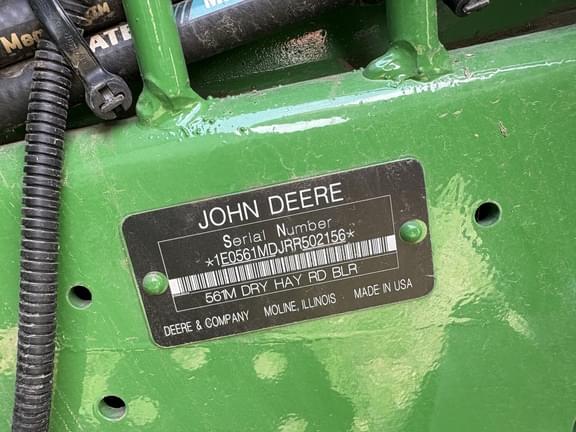 JOHN DEERE
Serial Number
*1E0561MDJRR502156*
561M DRY HAY RD BLR
DEERE & COMPANY MOLINE, ILLINOIS MADE IN USA